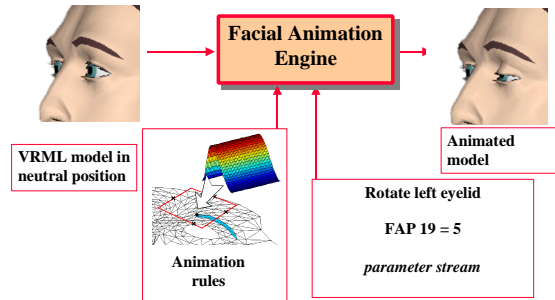 Facial Animation
Engine
VRML model in
neutral position
Animated
model
Animation
rules
Rotate left eyelid
FAP 19 = 5
parameter stream